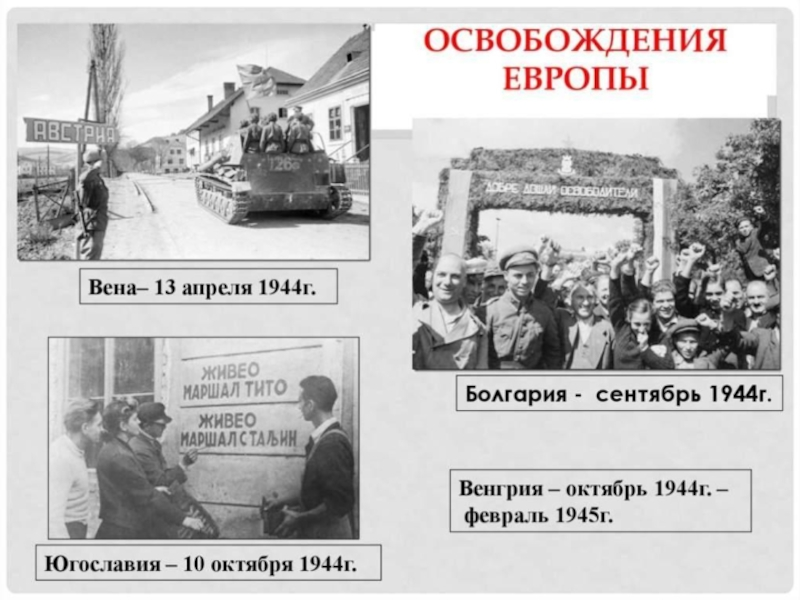 ОСВОБОЖДЕНИЯ
ЕВРОПЫ
АВСТРИЯ
126
Вена– 13 апреля 1944г.
ДОБРЕ ДОШЛИ ОСВОБОДИТЕЛИ
Болгария - сентябрь 1944г.
ЖИВЕО
МАРШАЛ ТИТО
ЖИВЕО
МАРШАЛ СТАЉИН
Югославия – 10 октября 1944г.
Венгрия – октябрь 1944г. –
февраль 1945г.